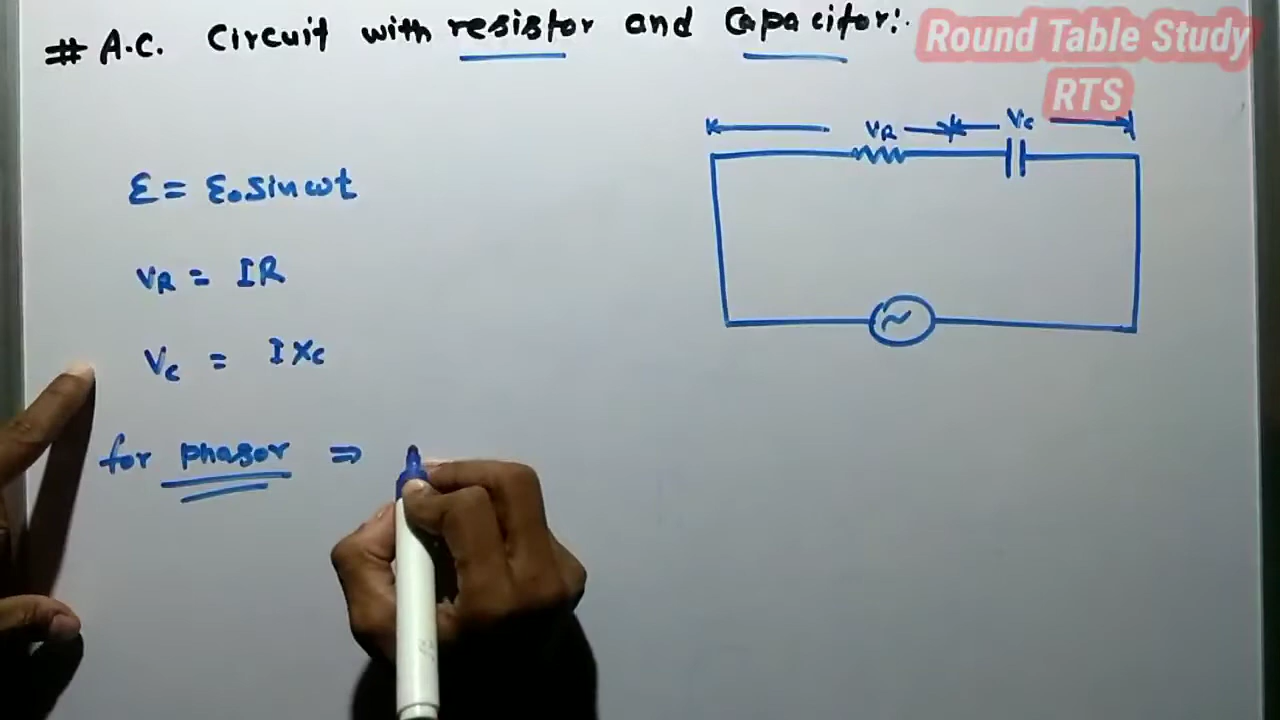 # A.C. Circuit with resistor and Capacitor:.
Round Table Study
RTS
VR
Vc
ε = ε₀ sin ωt
VR = IR
Vc = I Xc
for phasor ⇒